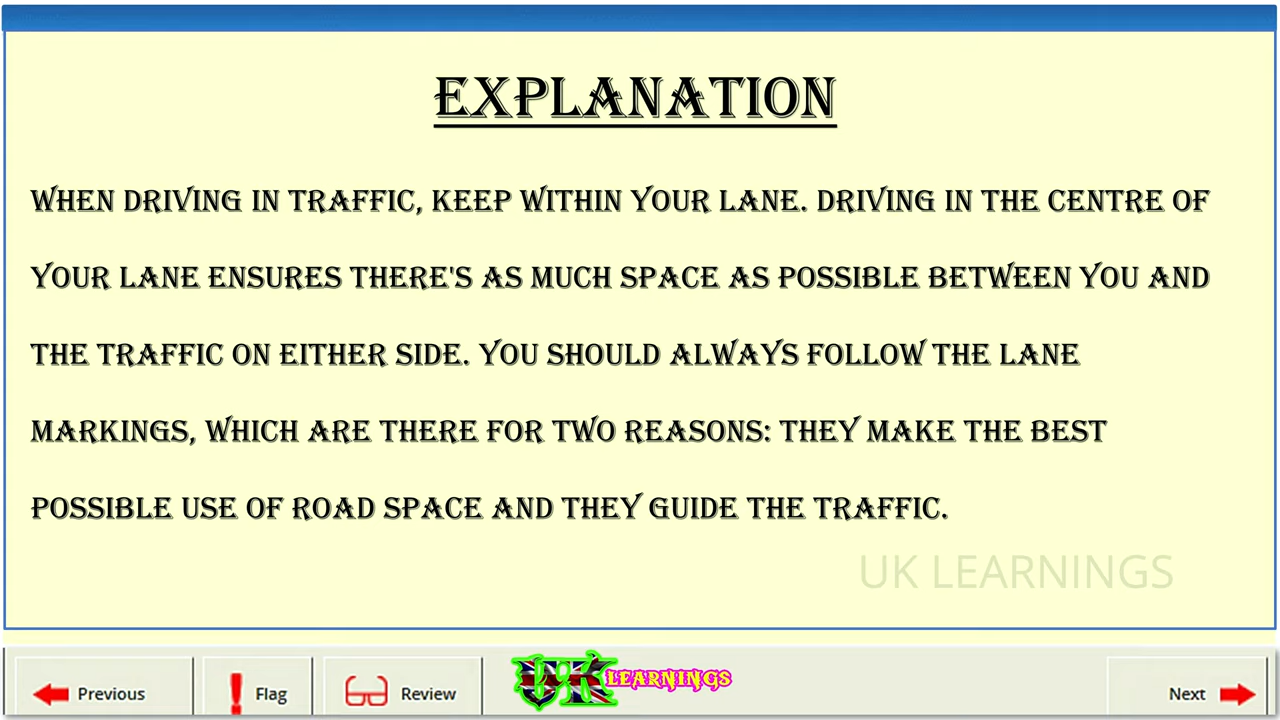 EXPLANATION
WHEN DRIVING IN TRAFFIC, KEEP WITHIN YOUR LANE. DRIVING IN THE CENTRE OF
YOUR LANE ENSURES THERE'S AS MUCH SPACE AS POSSIBLE BETWEEN YOU AND
THE TRAFFIC ON EITHER SIDE. YOU SHOULD ALWAYS FOLLOW THE LANE
MARKINGS, WHICH ARE THERE FOR TWO REASONS: THEY MAKE THE BEST
POSSIBLE USE OF ROAD SPACE AND THEY GUIDE THE TRAFFIC.
UK LEARNINGS
Previous
Flag
Review
UK LEARNINGS
Next